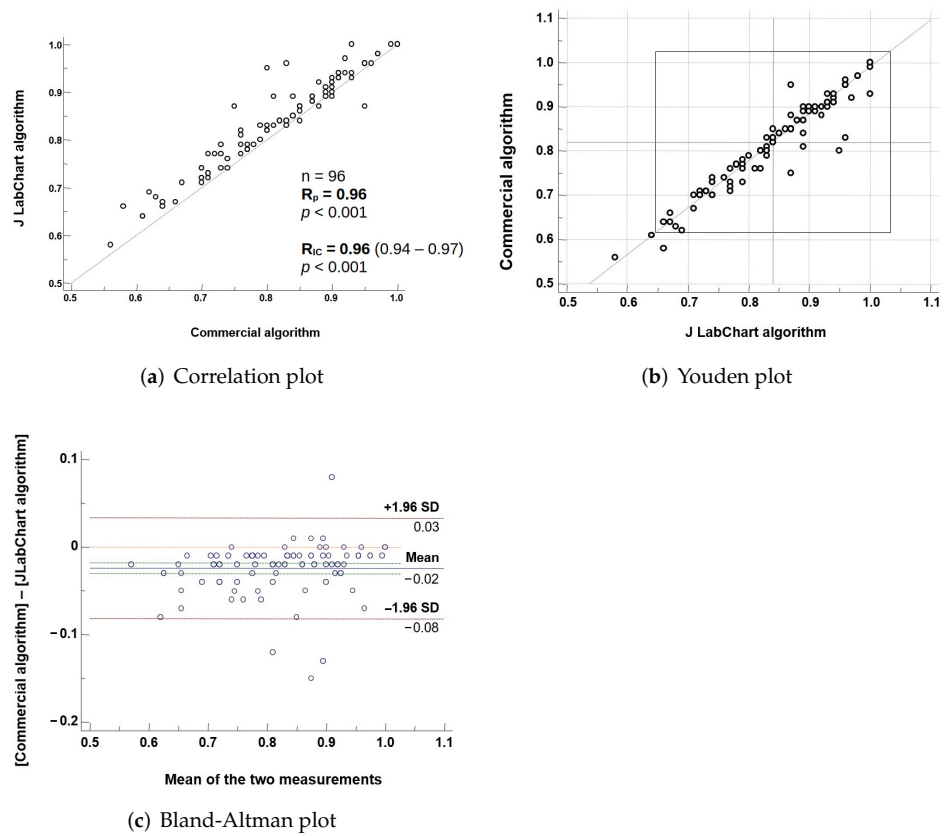 1.0
0.9
0.8
0.7
0.6
0.5
J LabChart algorithm
0.5 0.6 0.7 0.8 0.9 1.0
Commercial algorithm
n = 96
Rp = 0.96
p < 0.001
RIC = 0.96 (0.94 – 0.97)
p < 0.001
(a) Correlation plot
1.1
1.0
0.9
0.8
0.7
0.6
0.5
Commercial algorithm
0.5 0.6 0.7 0.8 0.9 1.0 1.1
J LabChart algorithm
(b) Youden plot
[Commercial algorithm] – [JLabChart algorithm]
0.1
0
−0.1
−0.2
+1.96 SD
0.03
Mean
−0.02
−1.96 SD
−0.08
0.5 0.6 0.7 0.8 0.9 1.0 1.1
Mean of the two measurements
(c) Bland-Altman plot